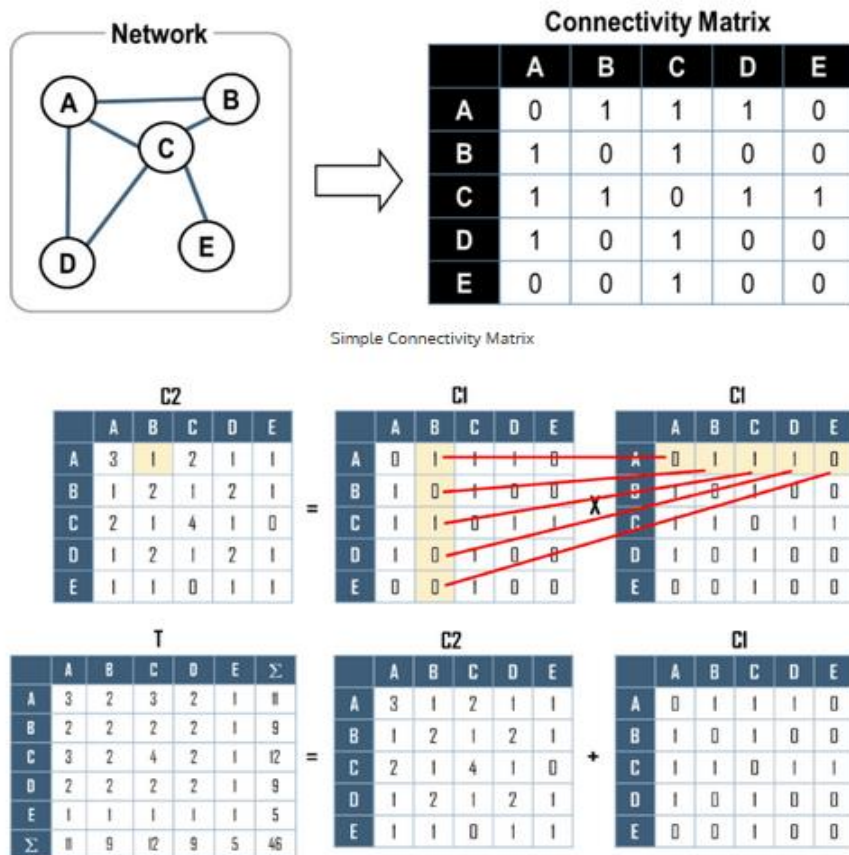 Network
A
B
C
D
E
Connectivity Matrix
A B C D E
A 0 1 1 1 0
B 1 0 1 0 0
C 1 1 0 1 1
D 1 0 1 0 0
E 0 0 1 0 0
Simple Connectivity Matrix
C2
A B C D E
A 3 1 2 1 1
B 1 2 1 2 1
C 2 1 4 1 0
D 1 2 1 2 1
E 1 1 0 1 1
=
C1
A B C D E
A 0 1 1 1 0
B 1 0 1 0 0
C 1 1 0 1 1
D 1 0 1 0 0
E 0 0 1 0 0
X
C1
A B C D E
A 0 1 1 1 0
B 1 0 1 0 0
C 1 1 0 1 1
D 1 0 1 0 0
E 0 0 1 0 0
T
A B C D E Σ
A 3 2 3 2 1 11
B 2 2 2 2 1 9
C 3 2 4 2 1 12
D 2 2 2 2 1 9
E 1 1 1 1 1 5
Σ 11 9 12 9 5 46
=
C2
A B C D E
A 3 1 2 1 1
B 1 2 1 2 1
C 2 1 4 1 0
D 1 2 1 2 1
E 1 1 0 1 1
+
C1
A B C D E
A 0 1 1 1 0
B 1 0 1 0 0
C 1 1 0 1 1
D 1 0 1 0 0
E 0 0 1 0 0